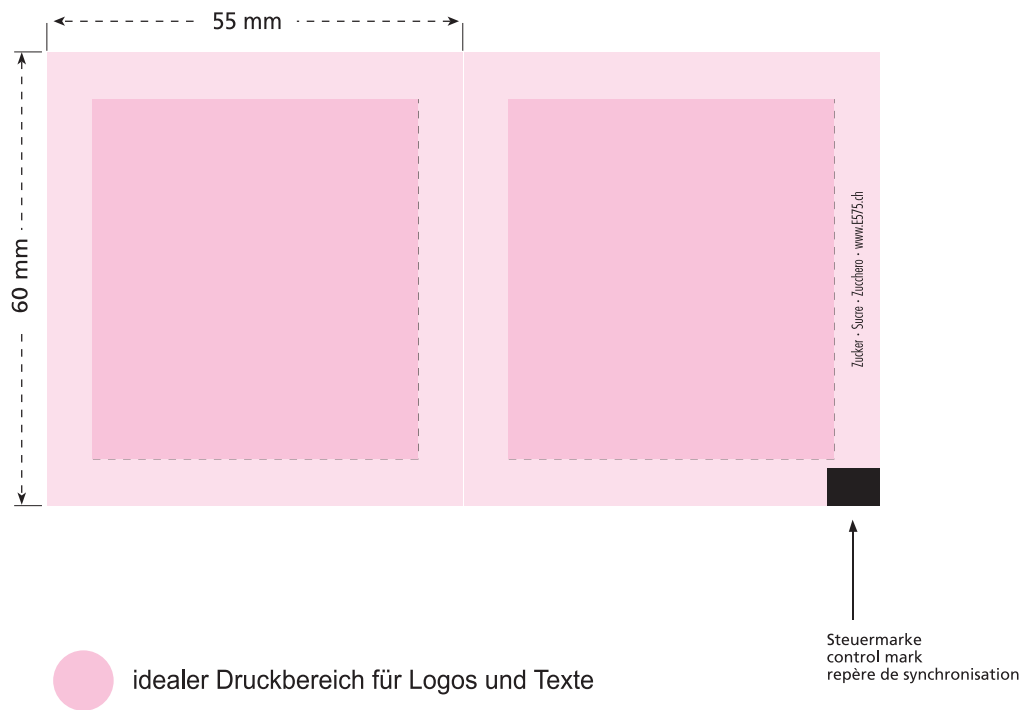 55 mm
60 mm
Zucker · Sucre · Zucchero · www.E575.ch
Steuermarke
control mark
repère de synchronisation
idealer Druckbereich für Logos und Texte